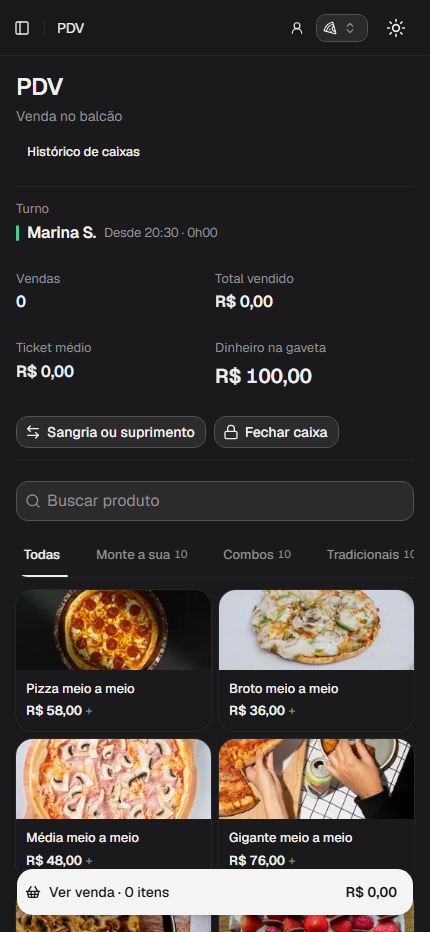 PDV
PDV
Venda no balcão
Histórico de caixas
Turno
Marina S. Desde 20:30 · 0h00
Vendas
0
Total vendido
R$ 0,00
Ticket médio
R$ 0,00
Dinheiro na gaveta
R$ 100,00
Sangria ou suprimento
Fechar caixa
Buscar produto
Todas
Monte a sua 10
Combos 10
Tradicionais 10
Pizza meio a meio
R$ 58,00 +
Broto meio a meio
R$ 36,00 +
Média meio a meio
R$ 48,00 +
Gigante meio a meio
R$ 76,00 +
Ver venda · 0 itens
R$ 0,00